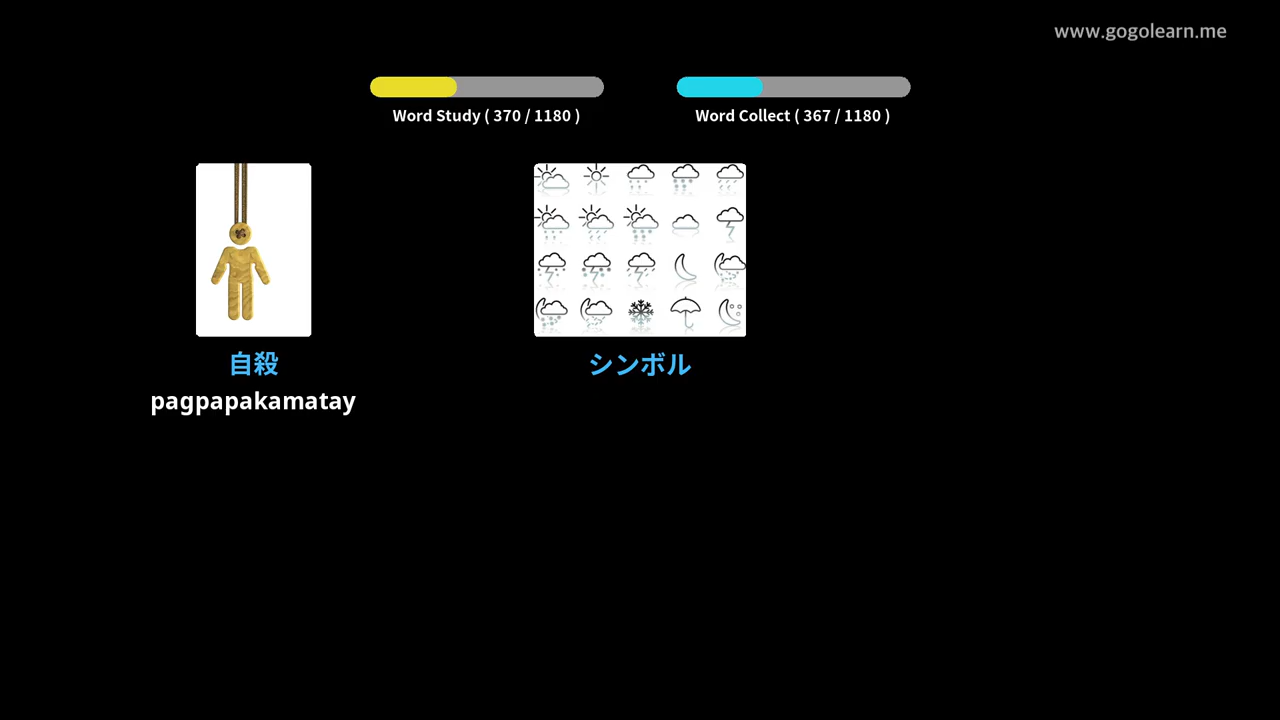 www.gogolearn.me
Word Study ( 370 / 1180 )
Word Collect ( 367 / 1180 )
自殺
シンボル
pagpapakamatay